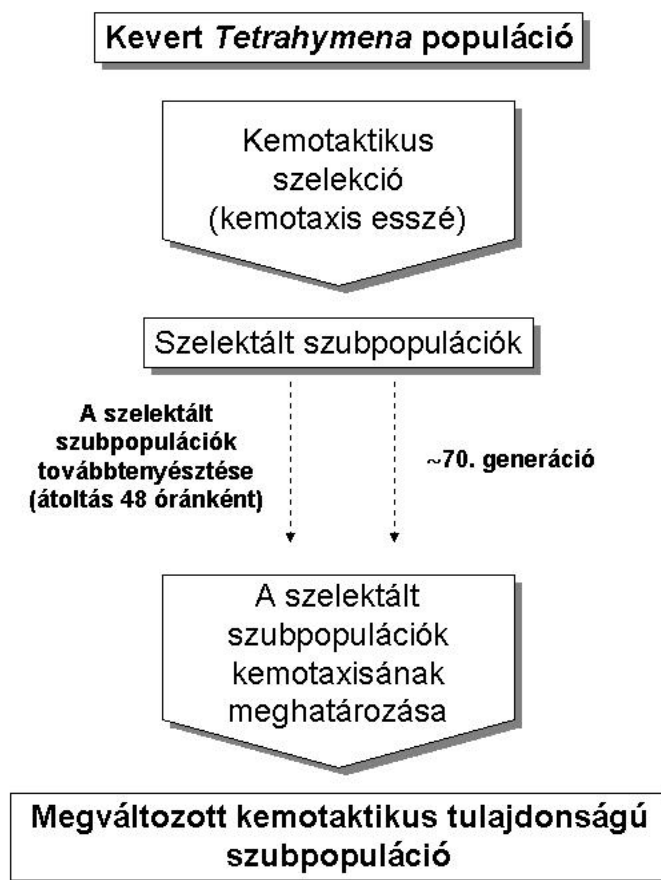 Kevert Tetrahymena populáció
Kemotaktikus
szelekció
(kemotaxis esszé)
Szelektált szubpopulációk
A szelektált
szubpopulációk
továbbtenyésztése
(átoltás 48 óránként)
~70. generáció
A szelektált
szubpopulációk
kemotaxisának
meghatározása
Megváltozott kemotaktikus tulajdonságú
szubpopuláció